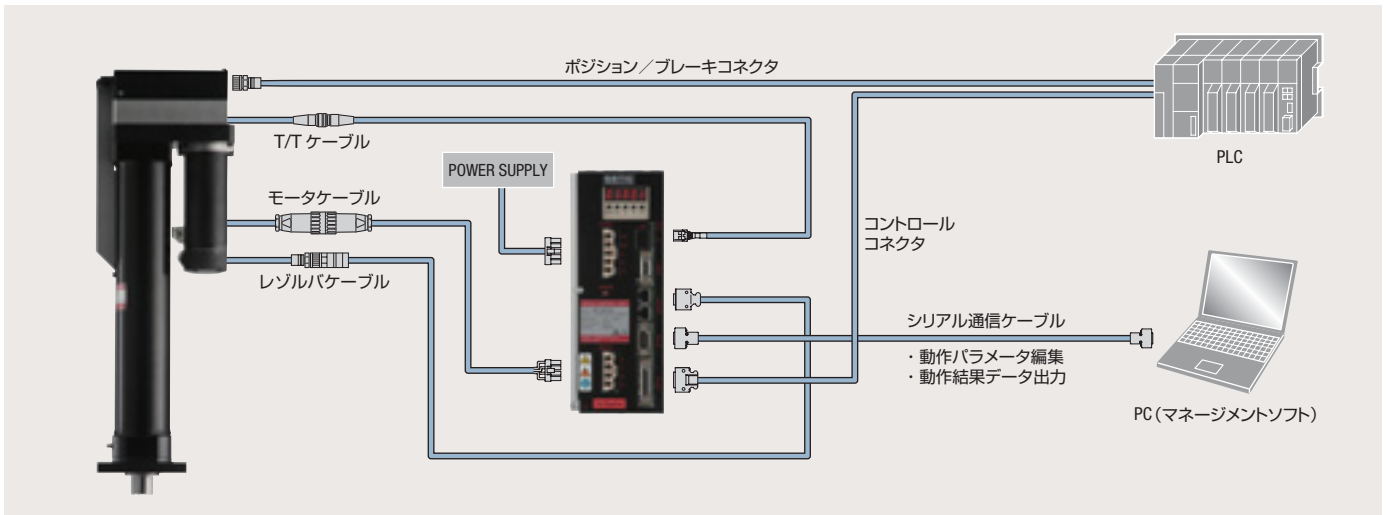 ポジション／ブレーキコネクタ
T/T ケーブル
PLC
POWER SUPPLY
モータケーブル
コントロール
コネクタ
レゾルバケーブル
シリアル通信ケーブル
・動作パラメータ編集
・動作結果データ出力
PC（マネージメントソフト）